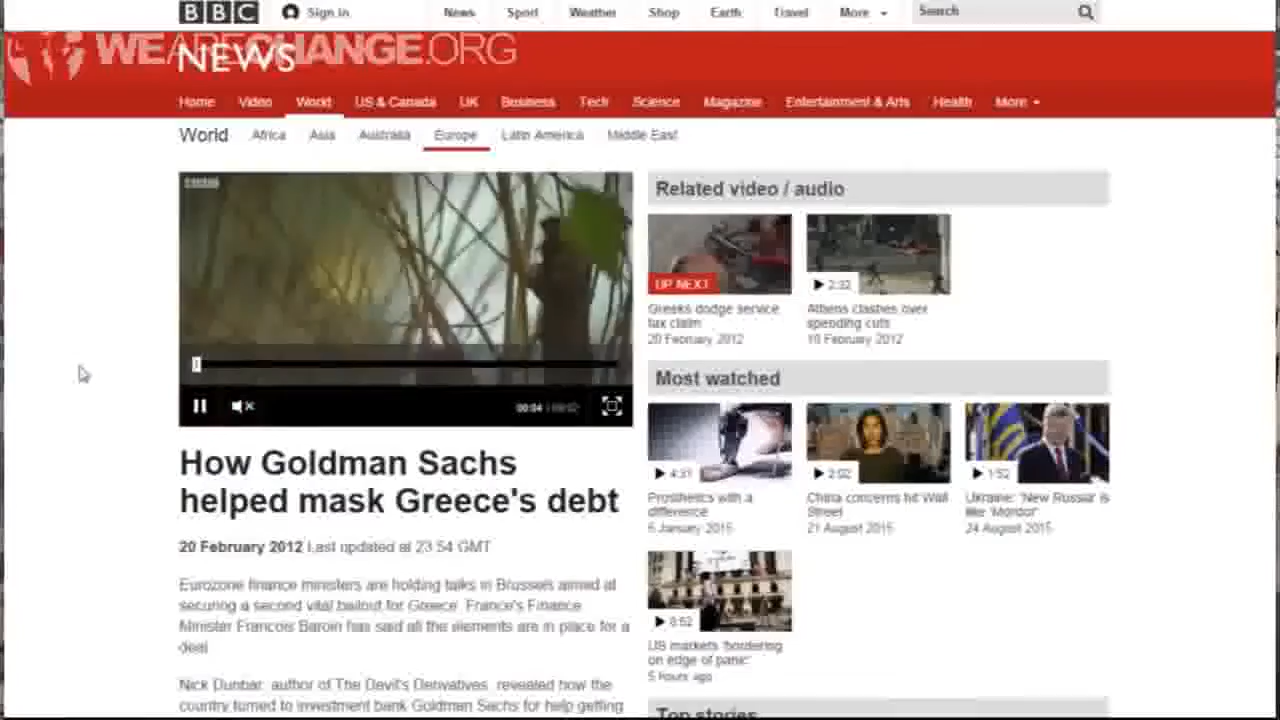 BBC Sign in News Sport Weather Shop Earth Travel More Search
WEARECHANGE.ORG
NEWS
Home Video World US & Canada UK Business Tech Science Magazine Entertainment & Arts Health More
World Africa Asia Australia Europe Latin America Middle East
00:04
How Goldman Sachs
helped mask Greece's debt
20 February 2012 Last updated at 23:54 GMT
Eurozone finance ministers are holding talks in Brussels aimed at
securing a second vital bailout for Greece. France's Finance
Minister Francois Baroin has said all the elements are in place for a
deal.
Nick Dunbar, author of The Devil's Derivatives, revealed how the
country turned to investment bank Goldman Sachs for help getting
Related video / audio
UP NEXT
Greeks dodge service
tax claim
20 February 2012
2:32
Athens clashes over
spending cuts
Most watched
4:31
Prosthetics with a
difference
5 January 2015
2:02
China concerns hit Wall
Street
21 August 2015
1:52
Ukraine: 'New Russia' is
like 'Mordor'
24 August 2015
US markets 'bordering
on edge of panic'
5 hours ago
Top stories